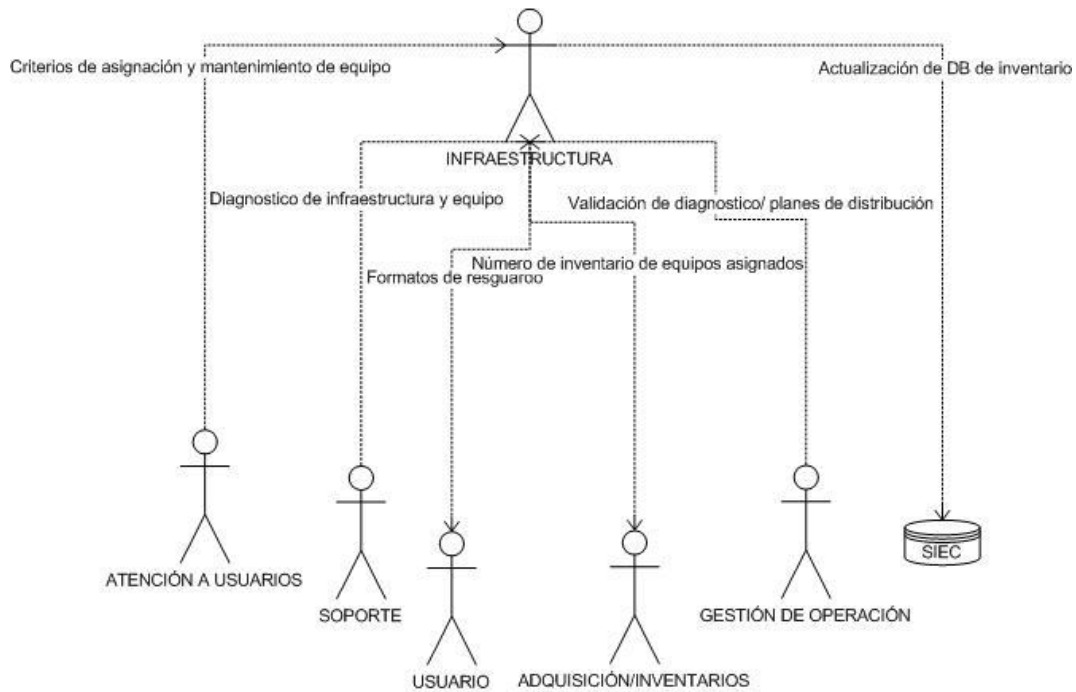 Criterios de asignación y mantenimiento de equipo
Actualización de DB de inventario
INFRAESTRUCTURA
Diagnostico de infraestructura y equipo
Validación de diagnostico/ planes de distribución
Formatos de resguardo
Número de inventario de equipos asignados
ATENCIÓN A USUARIOS
SOPORTE
USUARIO
ADQUISICIÓN/INVENTARIOS
GESTIÓN DE OPERACIÓN
SIEC